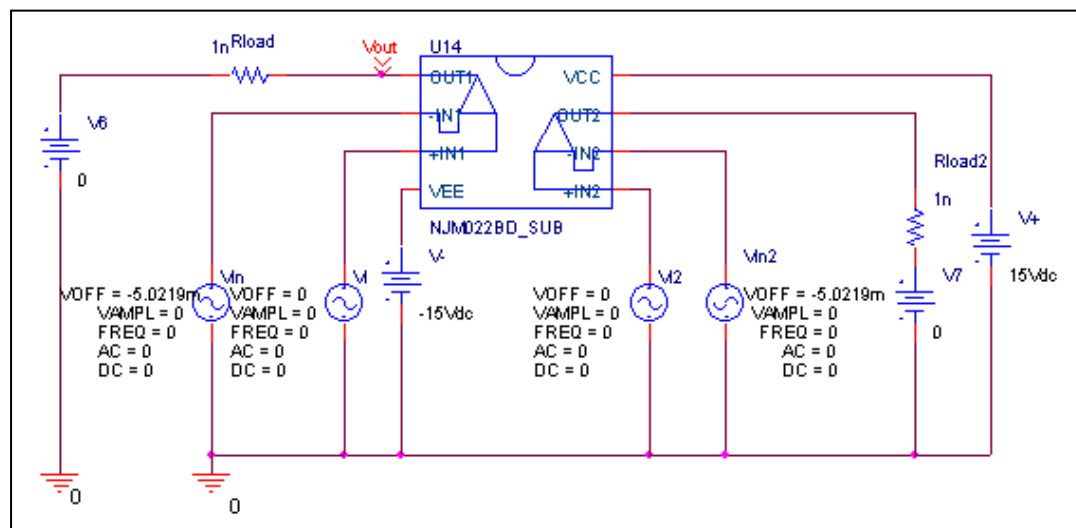 1n
Rload
Vout
U14
OUT1
-IN1
+IN1
VEE
VCC
OUT2
-IN2
+IN2
NJM022BD_SUB
V6
0
0
Vin
VOFF = -5.0219m
VAMPL = 0
FREQ = 0
AC = 0
DC = 0
0
VI
VOFF = 0
VAMPL = 0
FREQ = 0
AC = 0
DC = 0
V-
-15Vdc
VI2
VOFF = 0
VAMPL = 0
FREQ = 0
AC = 0
DC = 0
Vin2
VOFF = -5.0219m
VAMPL = 0
FREQ = 0
AC = 0
DC = 0
Rload2
1n
V7
0
V+
15Vdc